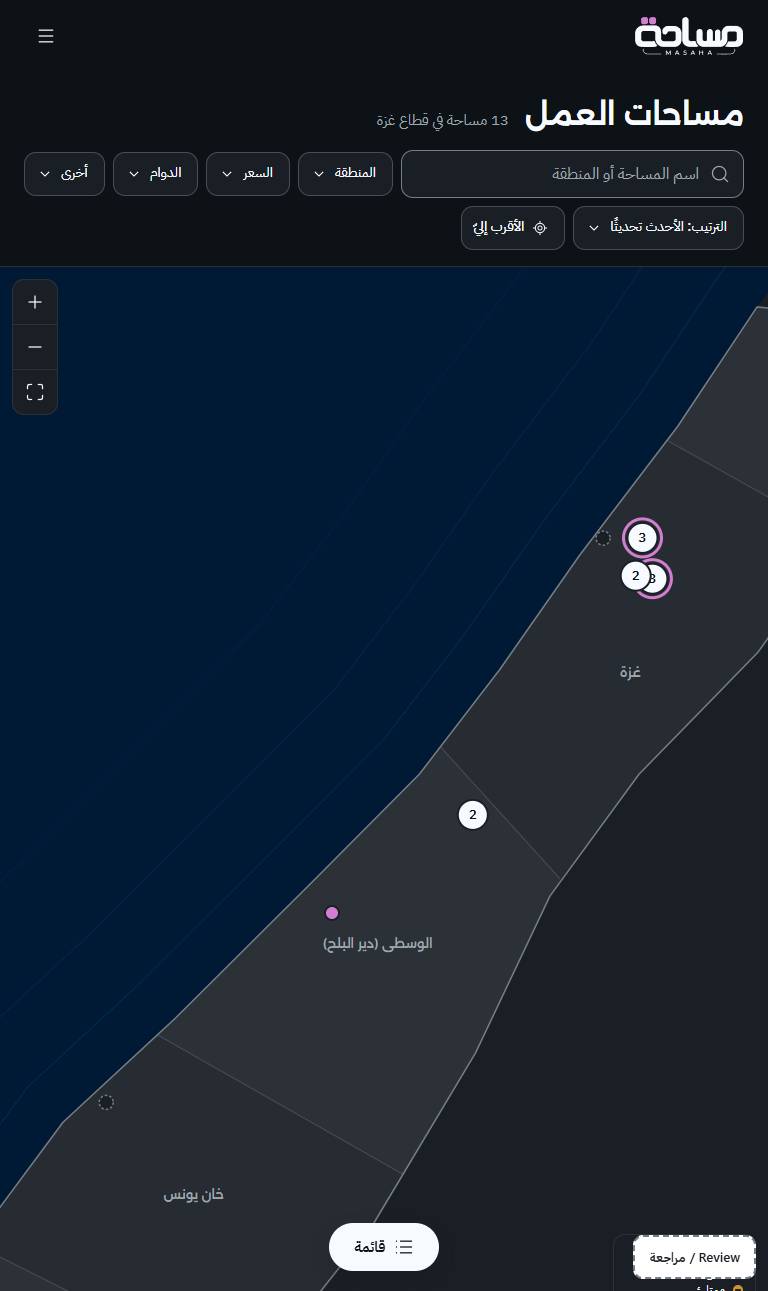 مساحة
MASAHA
مساحات العمل
13 مساحة في قطاع غزة
اسم المساحة أو المنطقة
المنطقة
السعر
الدوام
أخرى
الترتيب: الأحدث تحديثًا
الأقرب إليّ
3
2
3
غزة
2
الوسطى (دير البلح)
خان يونس
قائمة
Review / مراجعة